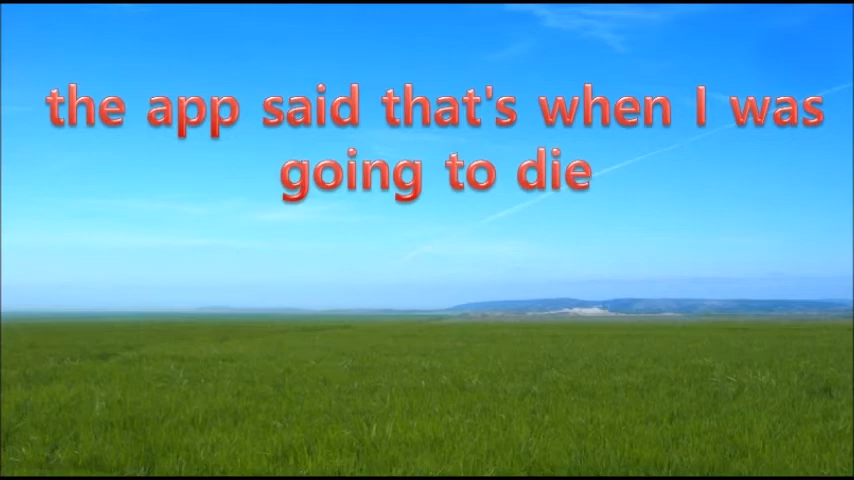 the app said that's when I was
going to die